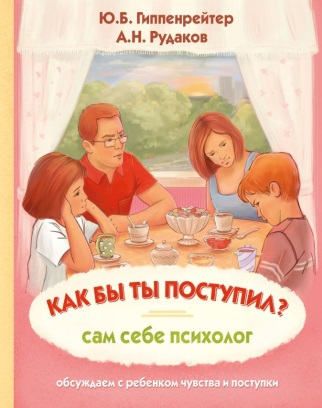 Ю.Б. Гиппенрейтер
А.Н. Рудаков
КАК БЫ ТЫ ПОСТУПИЛ?
сам себе психолог
обсуждаем с ребенком чувства и поступки